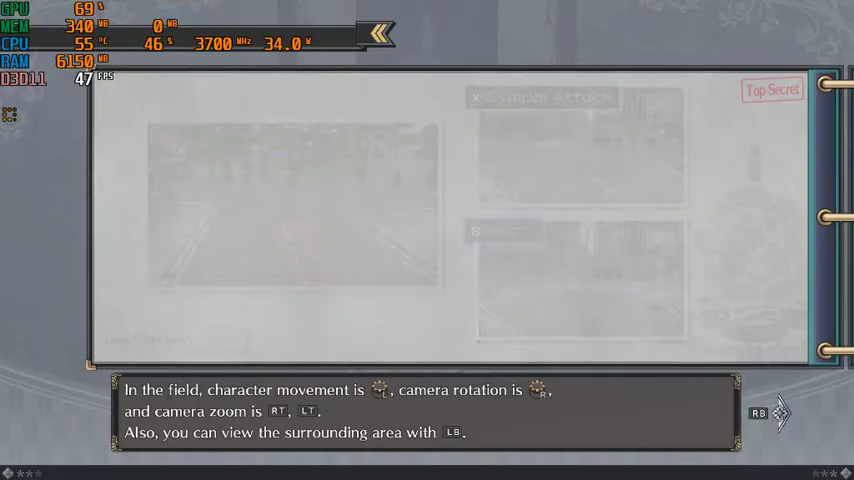 GPU 69 %
MEM 340 MB 0 MB
CPU 55 °C 46 % 3700 MHz 34.0 W
RAM 6150 MB
D3D11 47 FPS
Top Secret
X Symbol Attack
B
In the field, character movement is L, camera rotation is R,
and camera zoom is RT, LT.
Also, you can view the surrounding area with LB.
RB